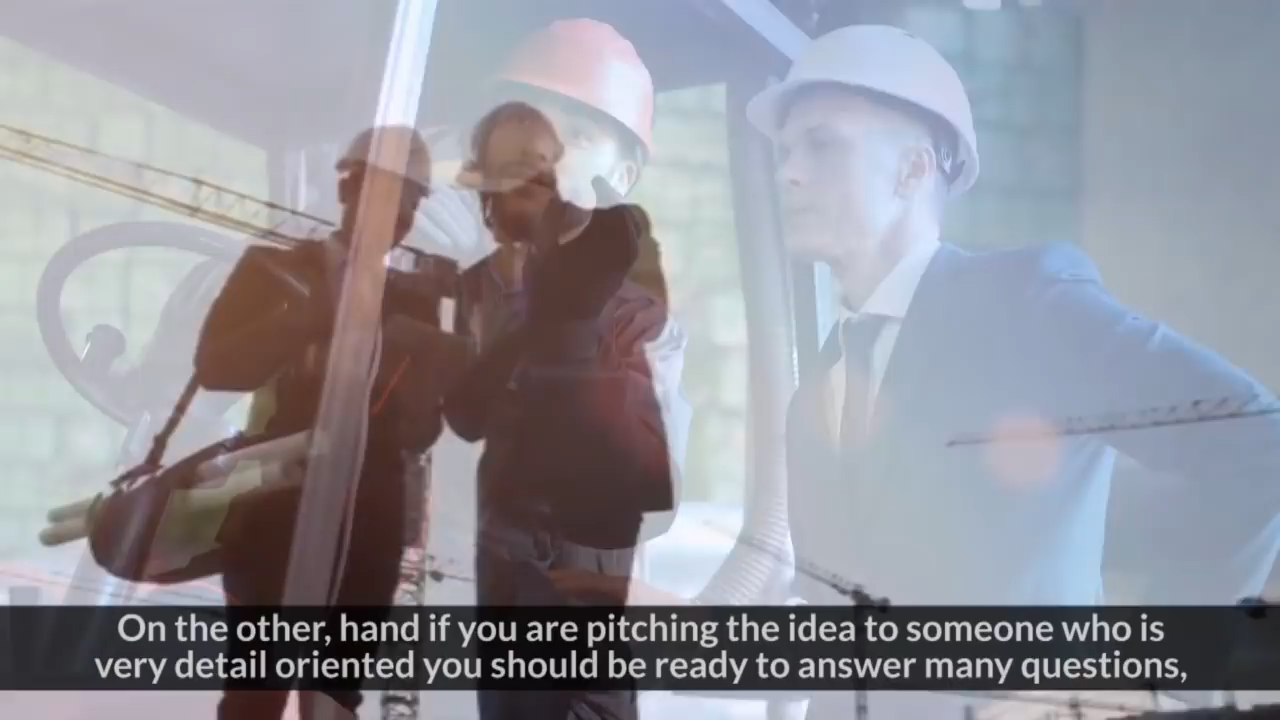 On the other, hand if you are pitching the idea to someone who is
very detail oriented you should be ready to answer many questions,